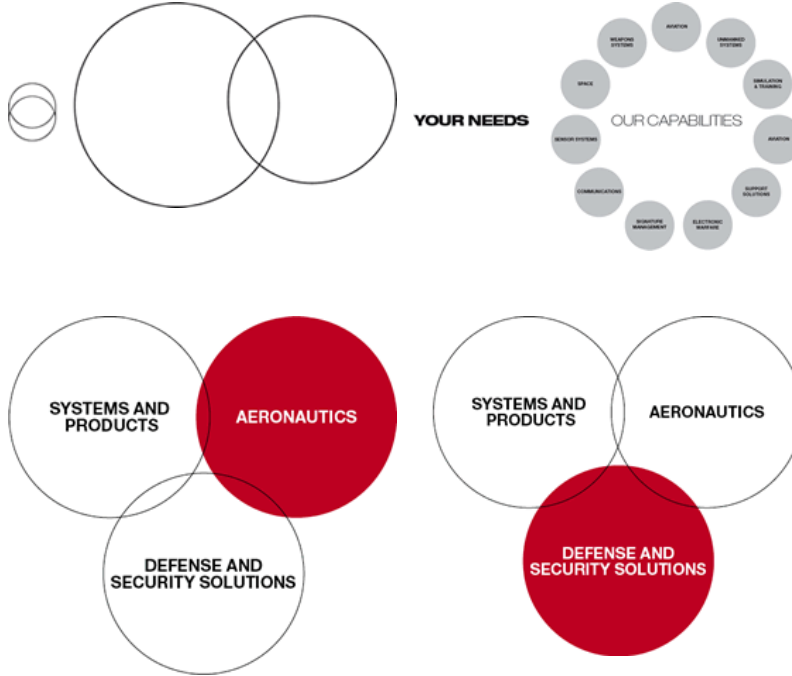 AVIATION
WEAPONS
SYSTEMS
UNMANNED
SYSTEMS
SPACE
SIMULATION
& TRAINING
YOUR NEEDS
OUR CAPABILITIES
SENSOR SYSTEMS
AVIATION
COMMUNICATIONS
SUPPORT
SOLUTIONS
SIGNATURE
MANAGEMENT
ELECTRONIC
WARFARE
SYSTEMS AND
PRODUCTS
AERONAUTICS
DEFENSE AND
SECURITY SOLUTIONS
SYSTEMS AND
PRODUCTS
AERONAUTICS
DEFENSE AND
SECURITY SOLUTIONS